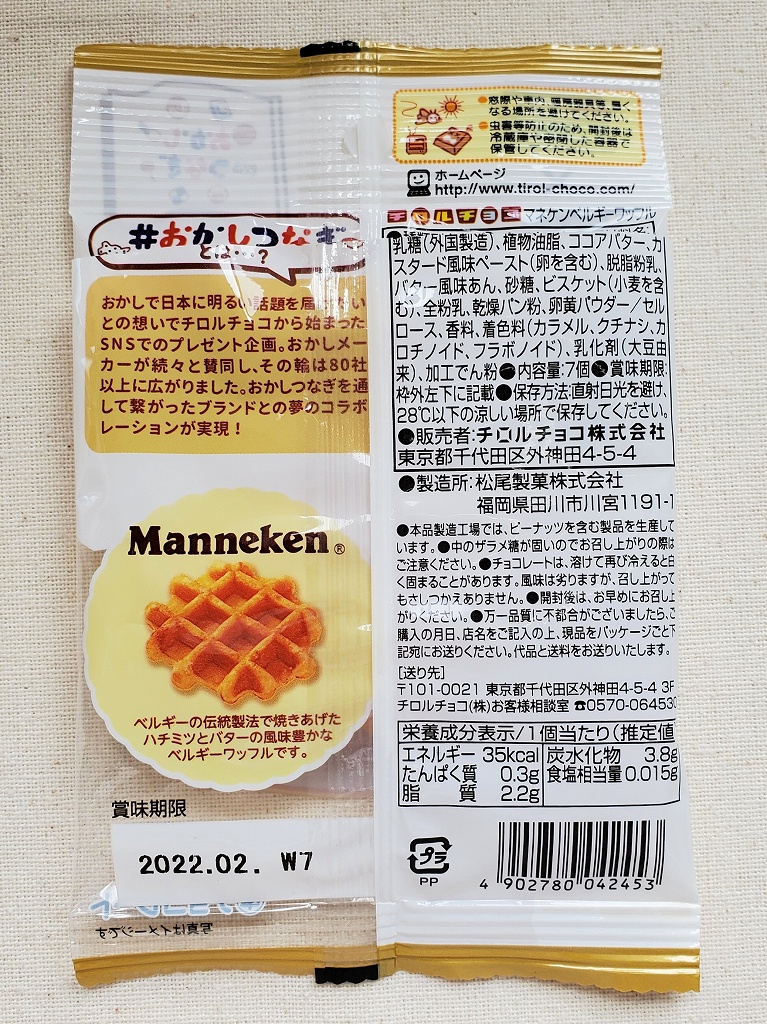 ●窓際や車内、暖房器具等、暑く
なる場所を避けてください。
●虫害等防止のため、開封後は
冷蔵庫や密閉した容器で
保管してください。
ホームページ
http://www.tirol-choco.com/
チロルチョコ マネケンベルギーワッフル
乳糖(外国製造)、植物油脂、ココアバター、カ
スタード風味ペースト(卵を含む)、脱脂粉乳、
バター風味あん、砂糖、ビスケット(小麦を含
む)、全粉乳、乾燥パン粉、卵黄パウダー/セル
ロース、香料、着色料(カラメル、クチナシ、カ
ロチノイド、フラボノイド)、乳化剤(大豆由
来)、加工でん粉●内容量:7個●賞味期限:
枠外左下に記載●保存方法:直射日光を避け、
28℃以下の涼しい場所で保存してください。
●販売者:チロルチョコ株式会社
東京都千代田区外神田4-5-4
●製造所:松尾製菓株式会社
福岡県田川市川宮1191-1
●本品製造工場では、ピーナッツを含む製品を生産して
います。●中のザラメ糖が固いのでお召し上がりの際は
ご注意ください。●チョコレートは、溶けて再び冷えると白
く固まることがあります。風味は劣りますが、召し上がって
もさしつかえありません。●開封後は、お早めにお召し上
がりください。●万一品質に不都合がございましたら、ご
購入の月日、店名をご記入の上、現品をパッケージごと下
記宛にお送りください。代品と送料をお送りいたします。
[送り先]
〒101-0021 東京都千代田区外神田4-5-4 3F
チロルチョコ(株)お客様相談室 ☎0570-064530
栄養成分表示/1個当たり(推定値
エネルギー 35kcal 炭水化物 3.8g
たんぱく質 0.3g 食塩相当量 0.015g
脂質 2.2g
プラ
PP
4 902780 042453
#おかしつなぎ
とは…?
おかしで日本に明るい話題を届けたい
との想いでチロルチョコから始まった
SNSでのプレゼント企画。おかしメー
カーが続々と賛同し、その輪は80社
以上に広がりました。おかしつなぎを通
して繋がったブランドとの夢のコラボ
レーションが実現!
Manneken®
ベルギーの伝統製法で焼きあげた
ハチミツとバターの風味豊かな
ベルギーワッフルです。
賞味期限
2022.02. W7
写真はイメージです